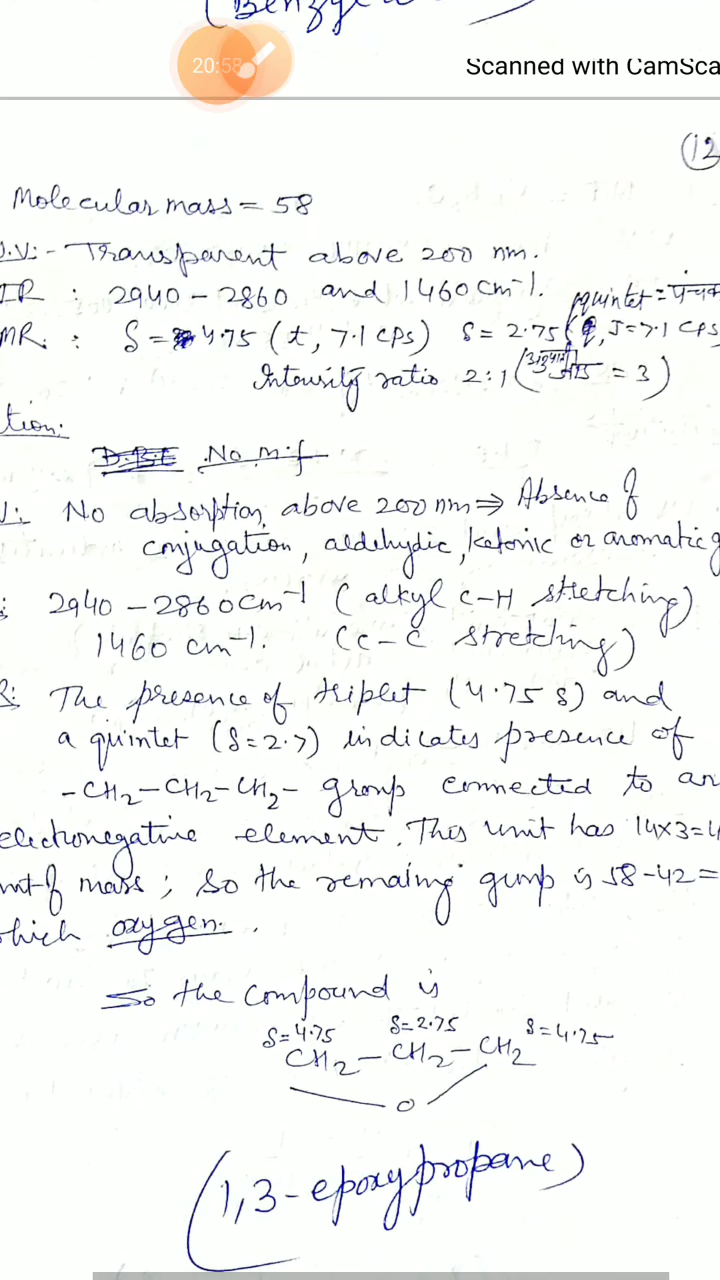 (Benzyl
20:58
Scanned with CamSca
(12
Molecular mass = 58
U.V:- Transparent above 200 nm.
IR : 2940-2860 and 1460 cm-1. quintet = पंचक
MR. : δ = 4.75 (t, 7.1 cps) δ = 2.75 (q, J=7.1 cps
Intensity ratio 2:1 ( = 3)
tion:
D.B.E No m.f
V: No absorption above 200 nm ⇒ Absence of
conjugation, aldehydic, ketonic or aromatic g
: 2940-2860 cm-1 (alkyl C-H stretching)
1460 cm-1. (C-C stretching)
R: The presence of triplet (4.75 δ) and
a quintet (δ=2.7) indicates presence of
-CH2-CH2-CH2- group connected to an
electronegative element. This unit has 14x3=4
unt of mass; so the remaing gump is 58-42=
which oxygen.
So the compound is
δ=4.75 δ=2.75 δ=4.75
CH2-CH2-CH2
O
(1,3-epoxypropane)